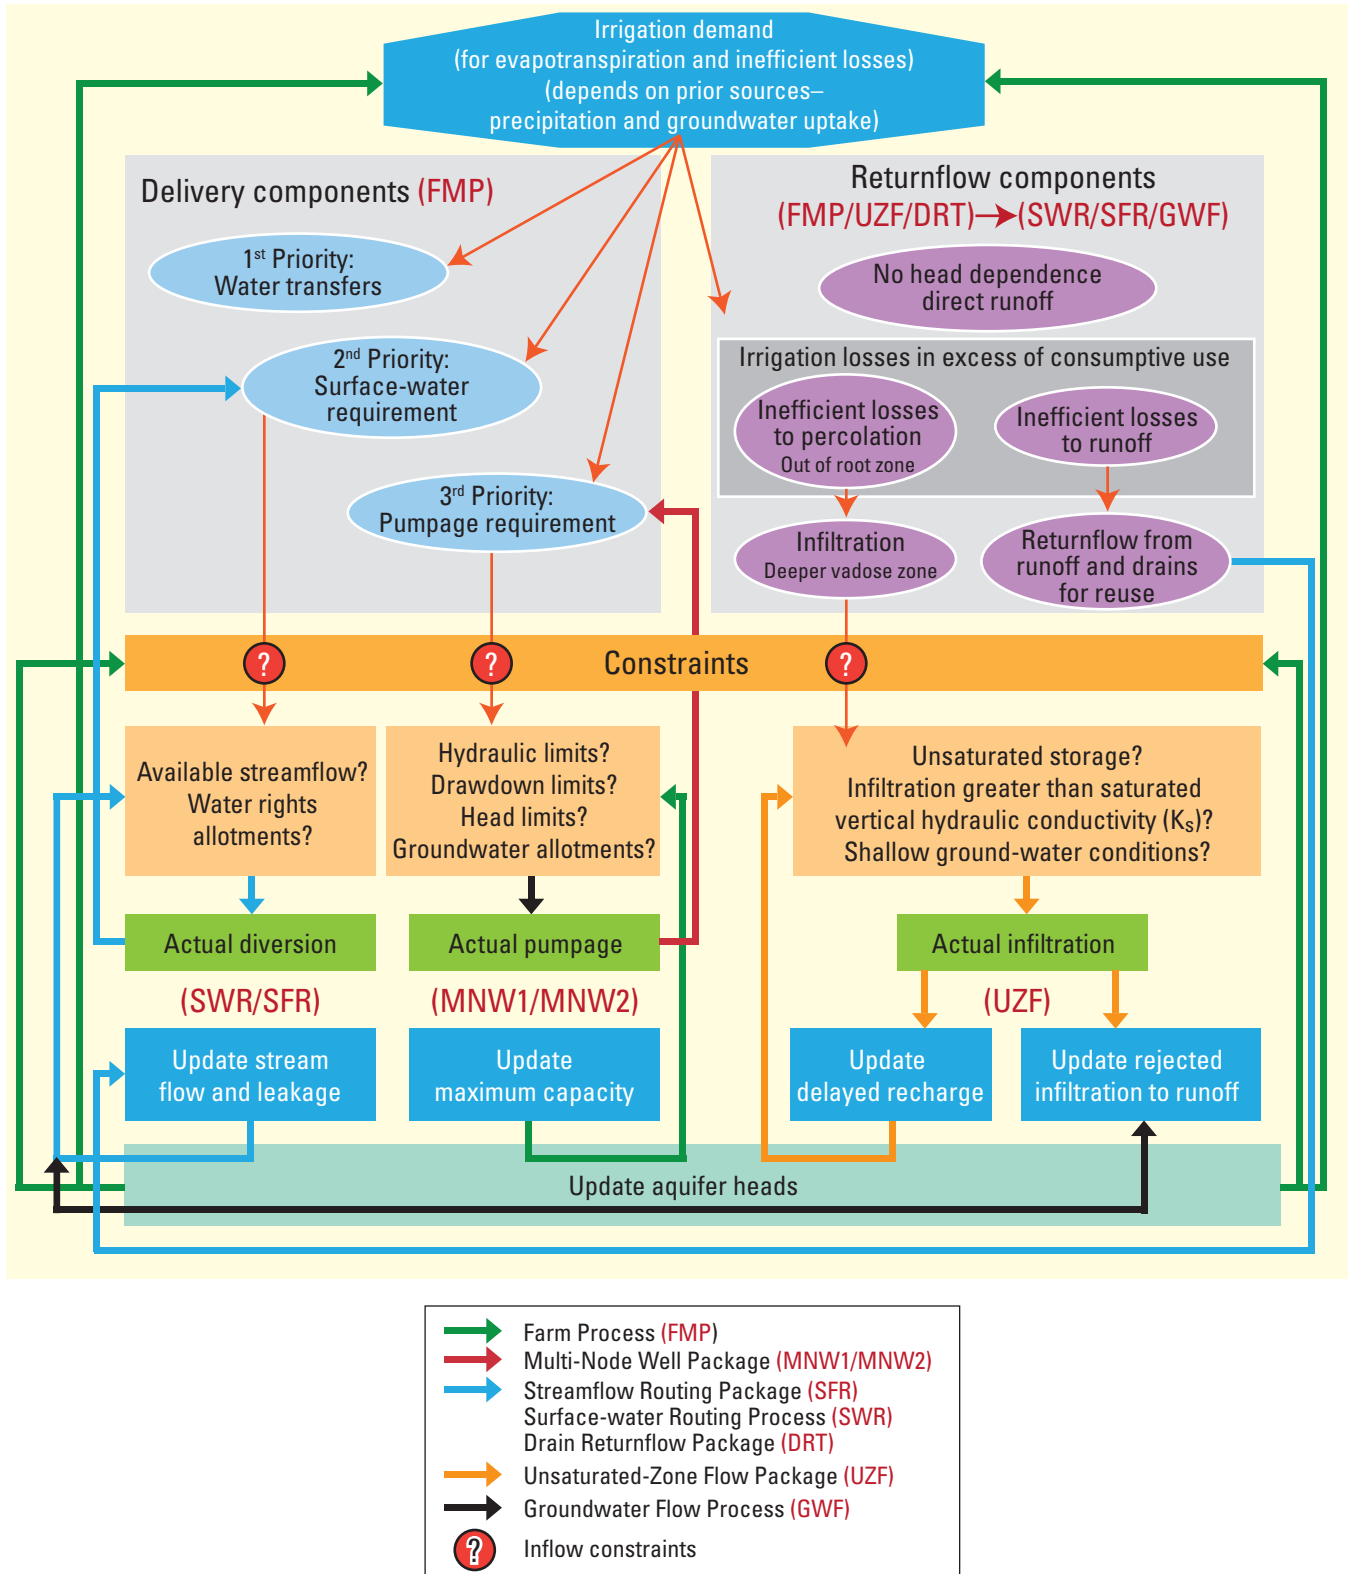 Irrigation demand
(for evapotranspiration and inefficient losses)
(depends on prior sources–
precipitation and groundwater uptake)
Delivery components (FMP)
1st Priority:
Water transfers
2nd Priority:
Surface-water
requirement
3rd Priority:
Pumpage requirement
Returnflow components
(FMP/UZF/DRT)→(SWR/SFR/GWF)
No head dependence
direct runoff
Irrigation losses in excess of consumptive use
Inefficient losses
to percolation
Out of root zone
Inefficient losses
to runoff
Infiltration
Deeper vadose zone
Returnflow from
runoff and drains
for reuse
? ? Constraints ?
Available streamflow?
Water rights
allotments?
Hydraulic limits?
Drawdown limits?
Head limits?
Groundwater allotments?
Unsaturated storage?
Infiltration greater than saturated
vertical hydraulic conductivity (Ks)?
Shallow ground-water conditions?
Actual diversion
Actual pumpage
Actual infiltration
(SWR/SFR)
(MNW1/MNW2)
(UZF)
Update stream
flow and leakage
Update
maximum capacity
Update
delayed recharge
Update rejected
infiltration to runoff
Update aquifer heads
Farm Process (FMP)
Multi-Node Well Package (MNW1/MNW2)
Streamflow Routing Package (SFR)
Surface-water Routing Process (SWR)
Drain Returnflow Package (DRT)
Unsaturated-Zone Flow Package (UZF)
Groundwater Flow Process (GWF)
? Inflow constraints